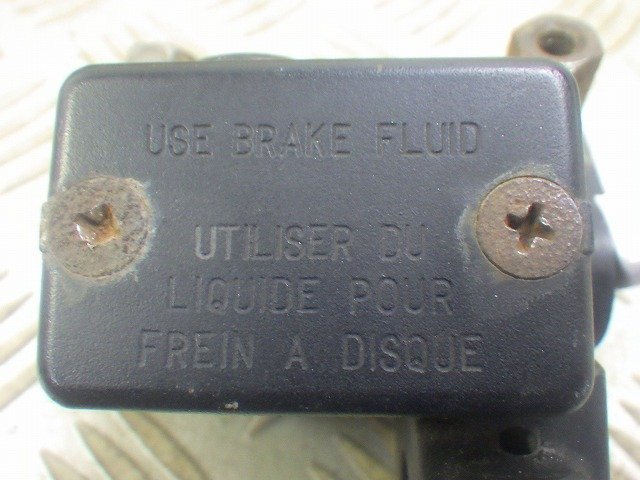 USE BRAKE FLUID
UTILISER DU
LIQUIDE POUR
FREIN A DISQUE